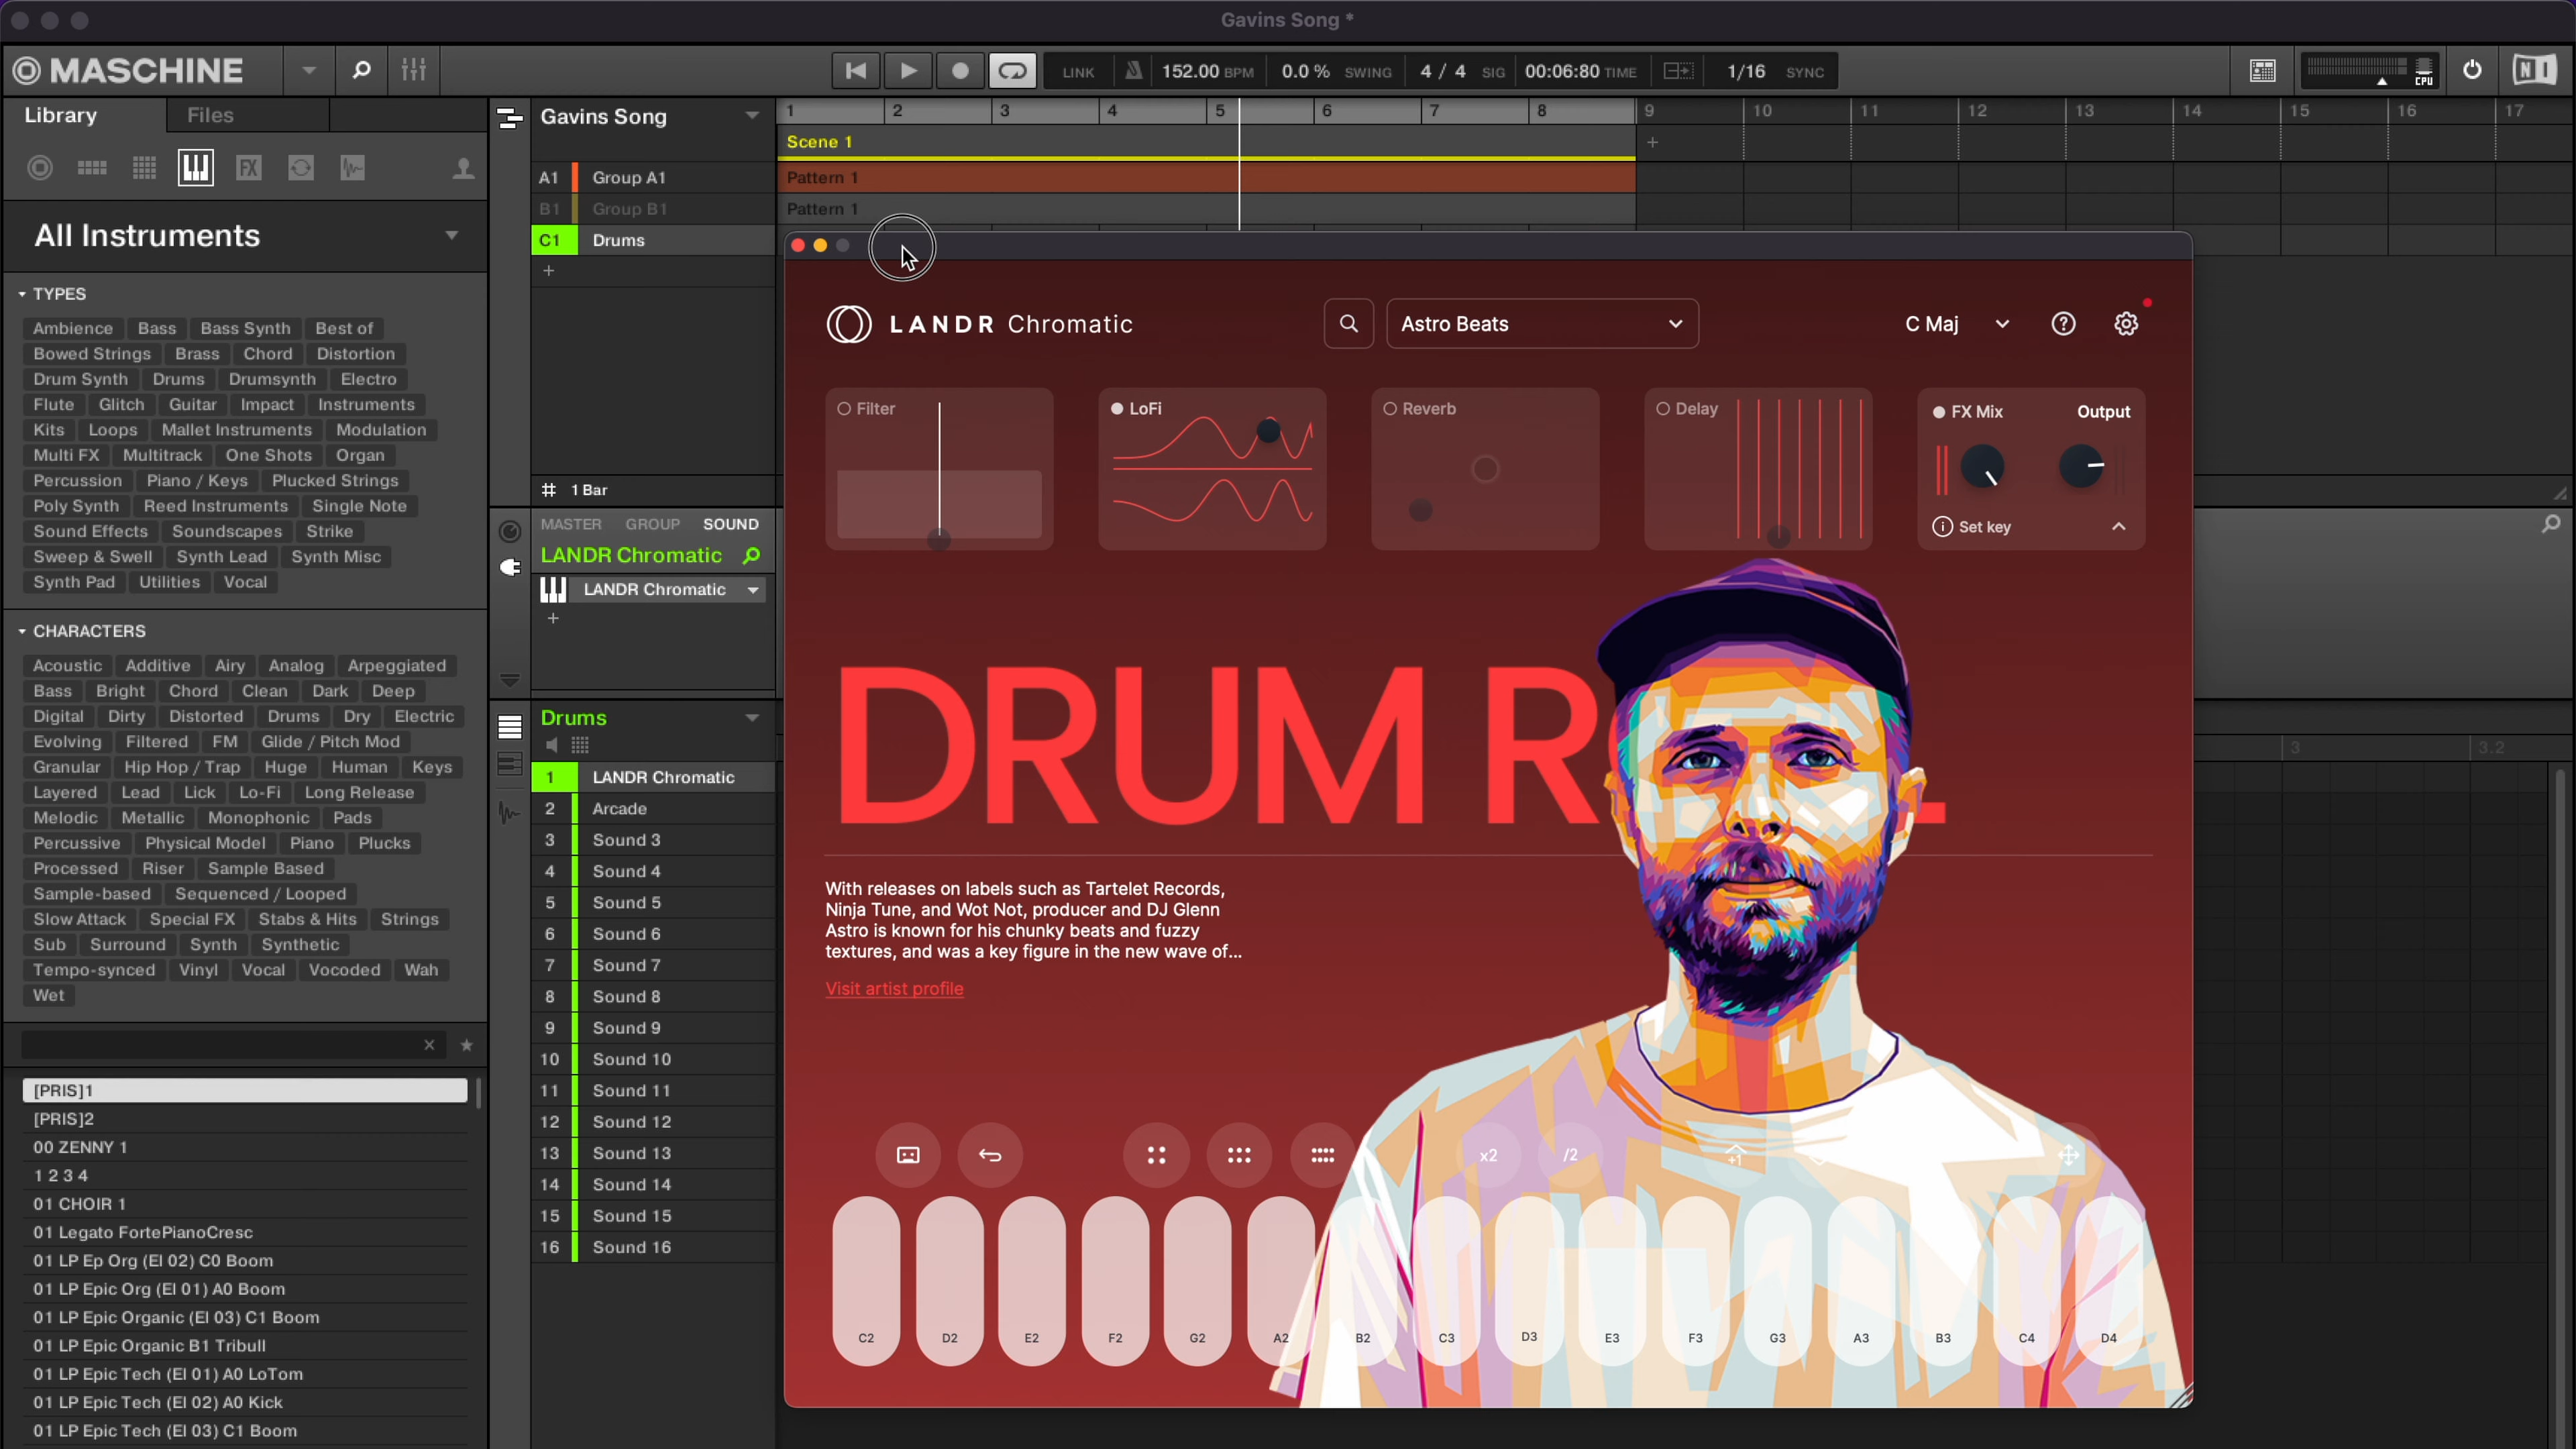 Gavins Song *
MASCHINE
LINK 152.00 BPM 0.0 % SWING 4 / 4 SIG 00:06:80 TIME 1/16 SYNC
CPU
NI
Library Files
FX
All Instruments
TYPES
Ambience Bass Bass Synth Best of
Bowed Strings Brass Chord Distortion
Drum Synth Drums Drumsynth Electro
Flute Glitch Guitar Impact Instruments
Kits Loops Mallet Instruments Modulation
Multi FX Multitrack One Shots Organ
Percussion Piano / Keys Plucked Strings
Poly Synth Reed Instruments Single Note
Sound Effects Soundscapes Strike
Sweep & Swell Synth Lead Synth Misc
Synth Pad Utilities Vocal
CHARACTERS
Acoustic Additive Airy Analog Arpeggiated
Bass Bright Chord Clean Dark Deep
Digital Dirty Distorted Drums Dry Electric
Evolving Filtered FM Glide / Pitch Mod
Granular Hip Hop / Trap Huge Human Keys
Layered Lead Lick Lo-Fi Long Release
Melodic Metallic Monophonic Pads
Percussive Physical Model Piano Plucks
Processed Riser Sample Based
Sample-based Sequenced / Looped
Slow Attack Special FX Stabs & Hits Strings
Sub Surround Synth Synthetic
Tempo-synced Vinyl Vocal Vocoded Wah
Wet
[PRIS]1
[PRIS]2
00 ZENNY 1
1 2 3 4
01 CHOIR 1
01 Legato FortePianoCresc
01 LP Ep Org (El 02) C0 Boom
01 LP Epic Org (El 01) A0 Boom
01 LP Epic Organic (El 03) C1 Boom
01 LP Epic Organic B1 Tribull
01 LP Epic Tech (El 01) A0 LoTom
01 LP Epic Tech (El 02) A0 Kick
01 LP Epic Tech (El 03) C1 Boom
Gavins Song
1 2 3 4 5 6 7 8 9 10 11 12 13 14 15 16 17
Scene 1 +
A1 Group A1 Pattern 1
B1 Group B1 Pattern 1
C1 Drums
+
1 Bar
MASTER GROUP SOUND
LANDR Chromatic
LANDR Chromatic
+
Drums
1 LANDR Chromatic
2 Arcade
3 Sound 3
4 Sound 4
5 Sound 5
6 Sound 6
7 Sound 7
8 Sound 8
9 Sound 9
10 Sound 10
11 Sound 11
12 Sound 12
13 Sound 13
14 Sound 14
15 Sound 15
16 Sound 16
LANDR Chromatic
Astro Beats
C Maj
?
Filter
LoFi
Reverb
Delay
FX Mix Output
Set key
DRUM R
With releases on labels such as Tartelet Records,
Ninja Tune, and Wot Not, producer and DJ Glenn
Astro is known for his chunky beats and fuzzy
textures, and was a key figure in the new wave of...
Visit artist profile
x2 /2 +1
C2 D2 E2 F2 G2 A2 B2 C3 D3 E3 F3 G3 A3 B3 C4 D4
3 3.2